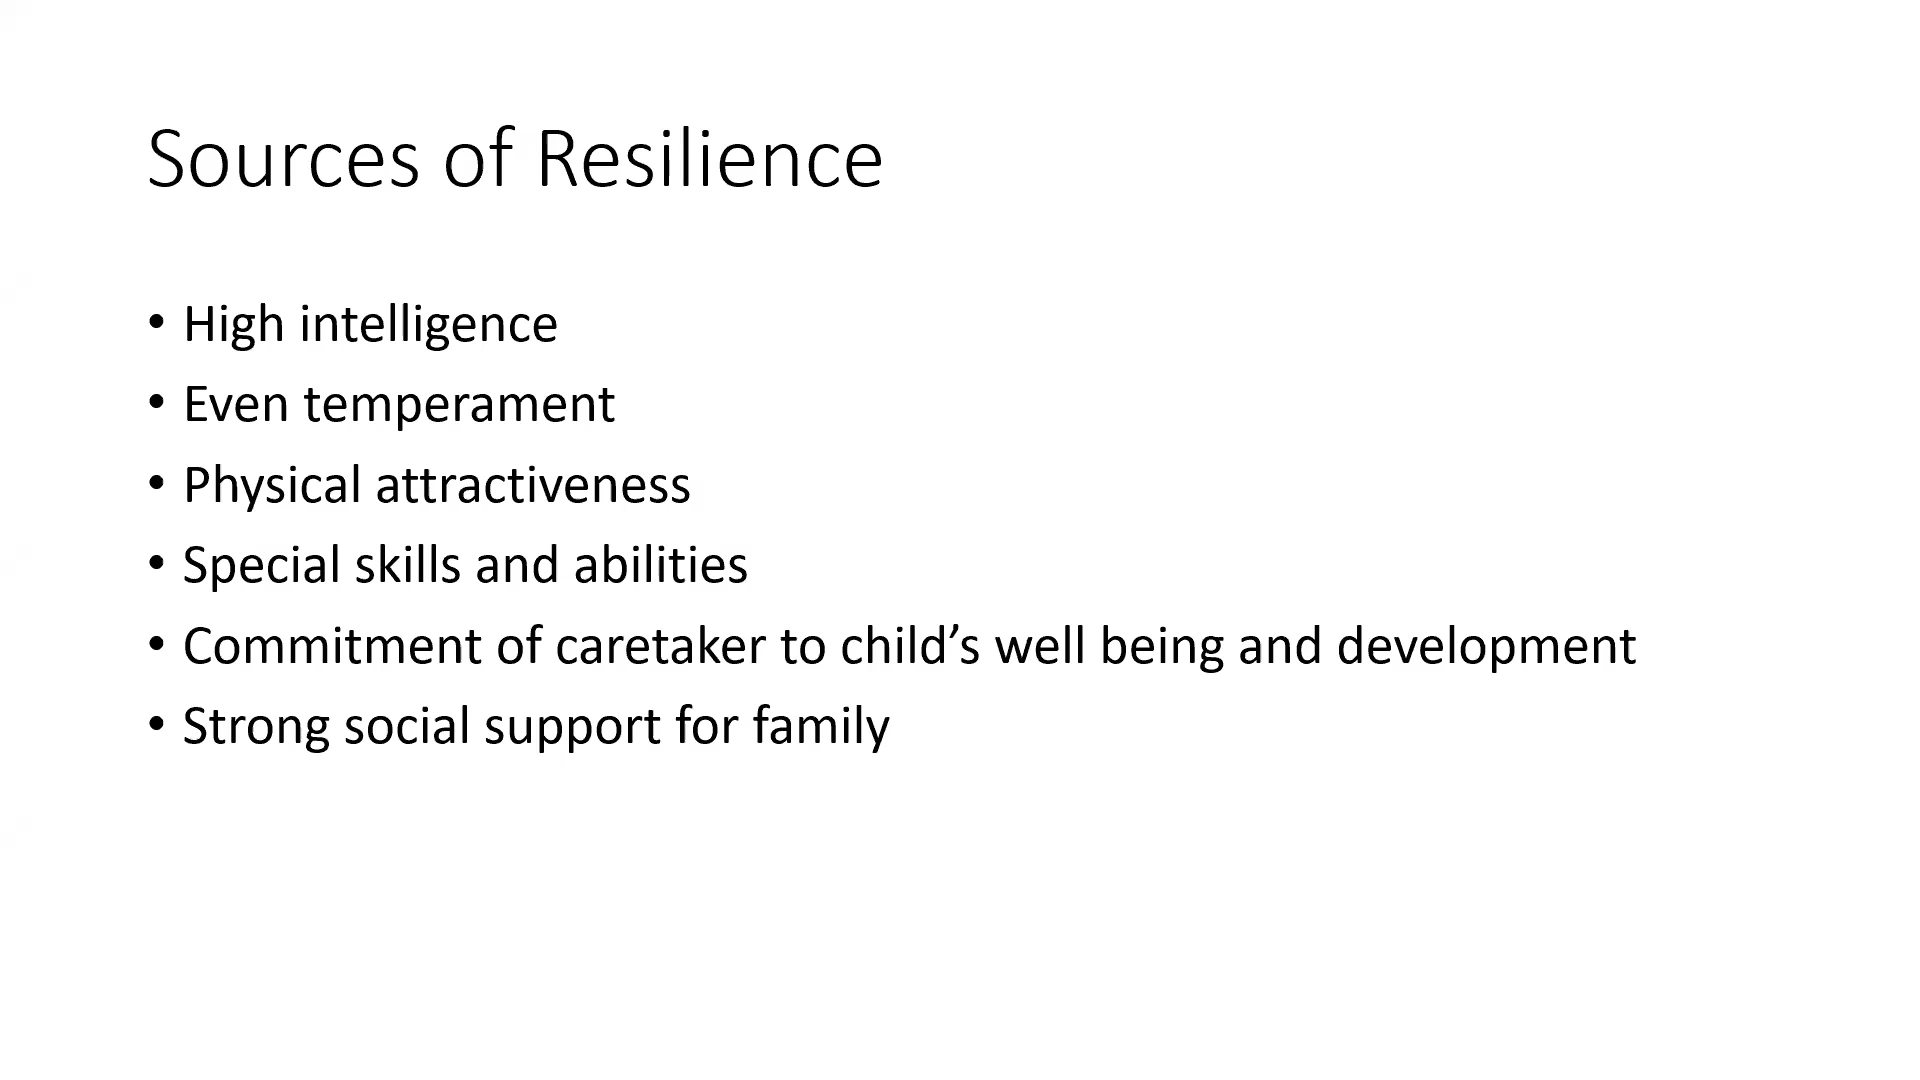 Sources of Resilience
• High intelligence
• Even temperament
• Physical attractiveness
• Special skills and abilities
• Commitment of caretaker to child’s well being and development
• Strong social support for family